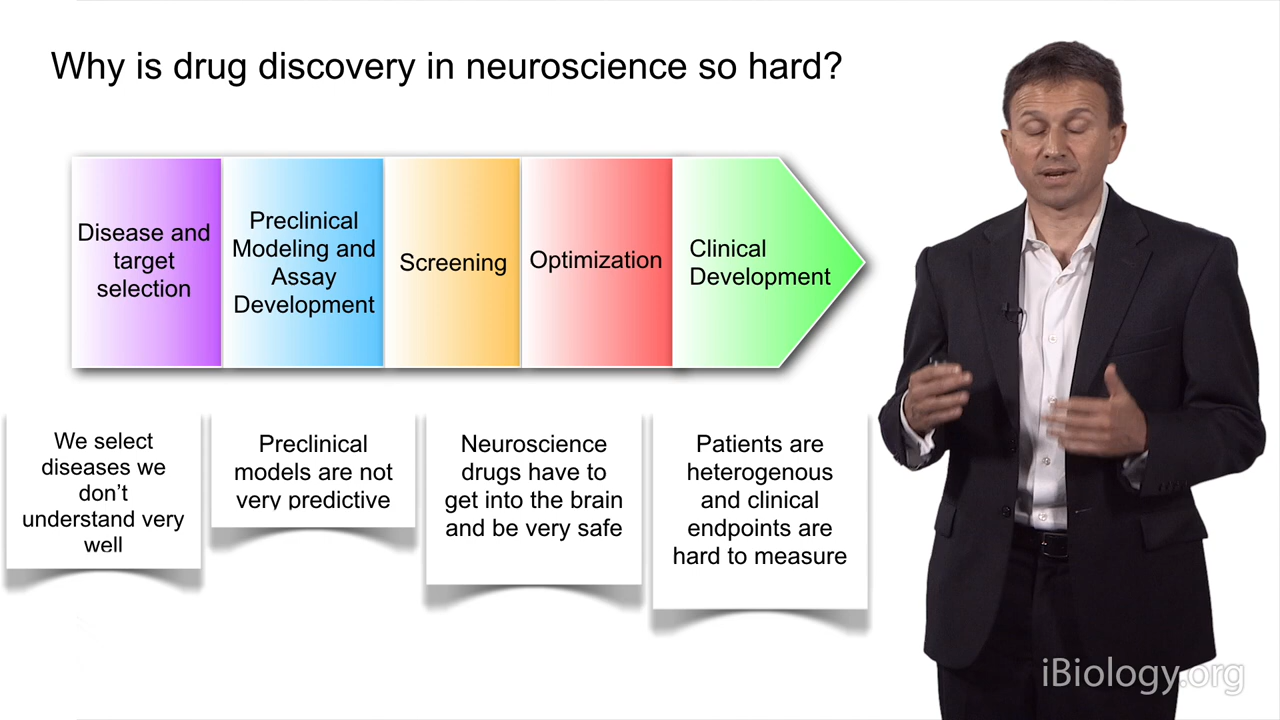 Why is drug discovery in neuroscience so hard?
Disease and
target
selection
Preclinical
Modeling and
Assay
Development
Screening
Optimization
Clinical
Development
We select
diseases we
don't
understand very
well
Preclinical
models are not
very predictive
Neuroscience
drugs have to
get into the brain
and be very safe
Patients are
heterogenous
and clinical
endpoints are
hard to measure
iBiology.org